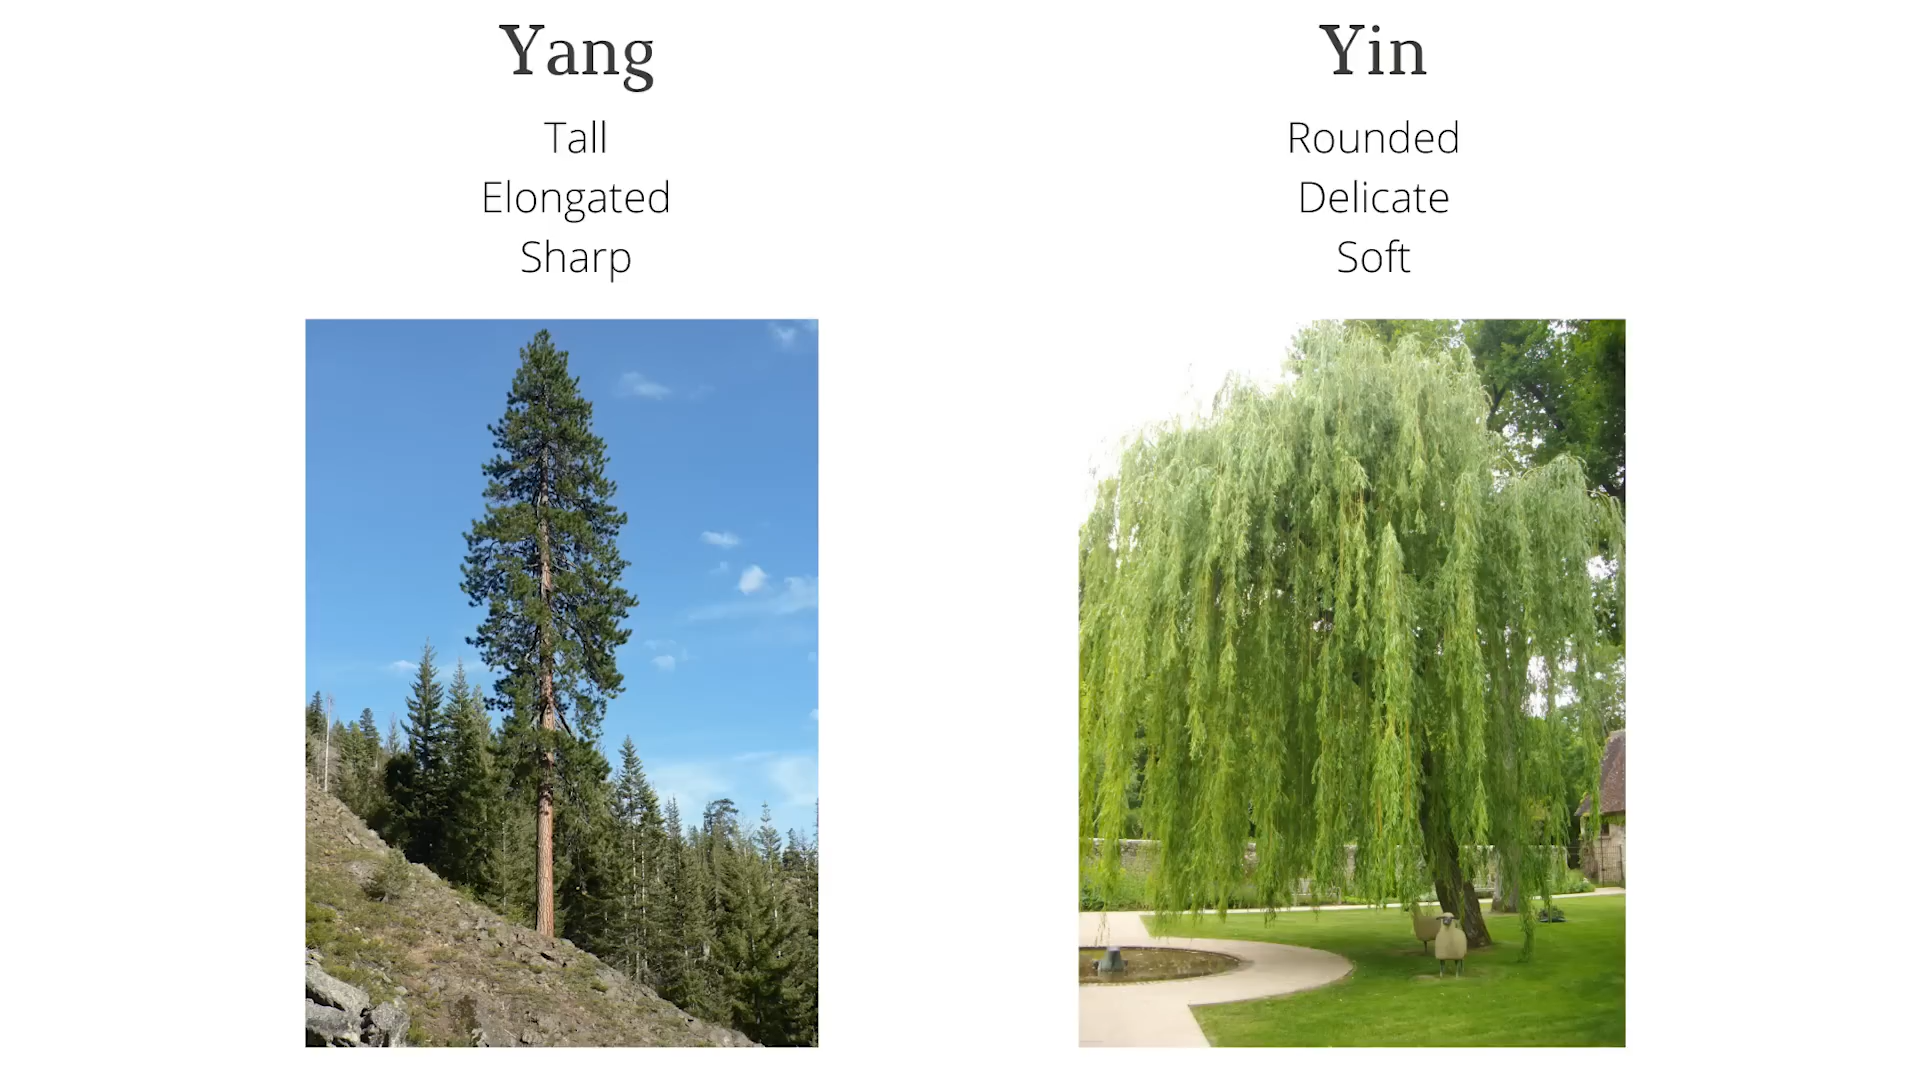 Yang
Tall
Elongated
Sharp
Yin
Rounded
Delicate
Soft